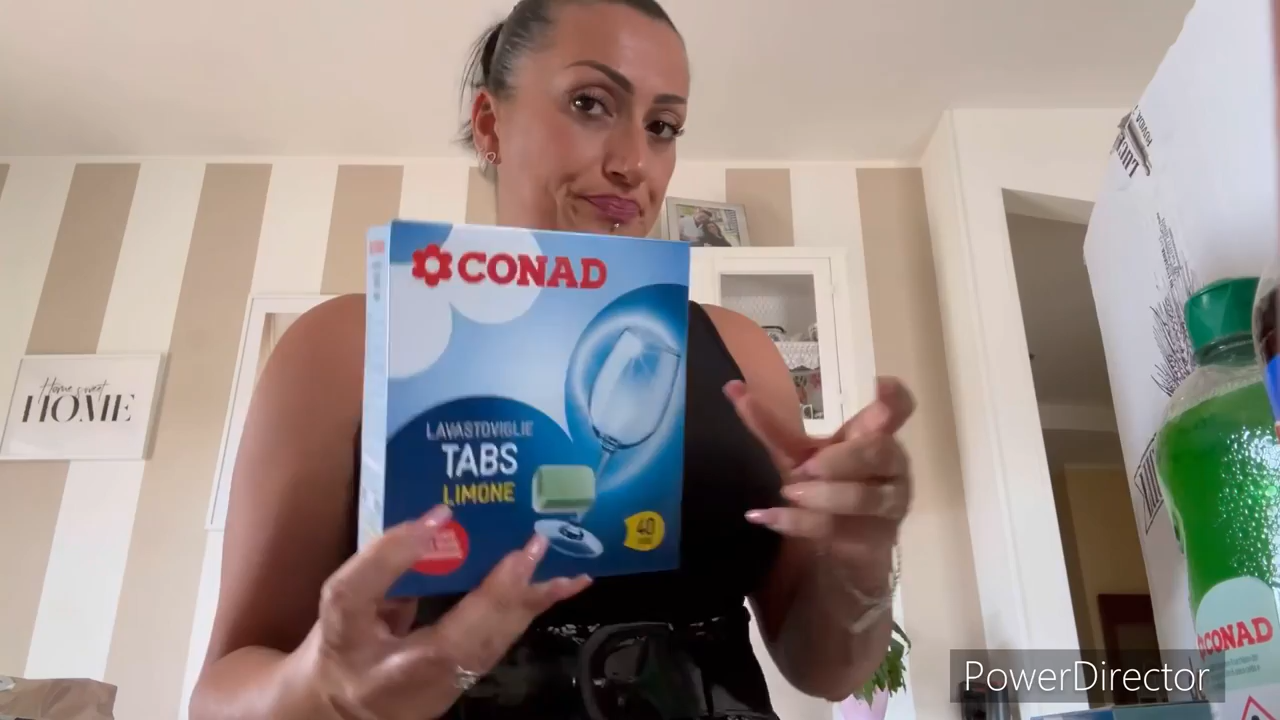 CONAD
LAVASTOVIGLIE
TABS
LIMONE
40
Home sweet
HOME
CONAD
PowerDirector